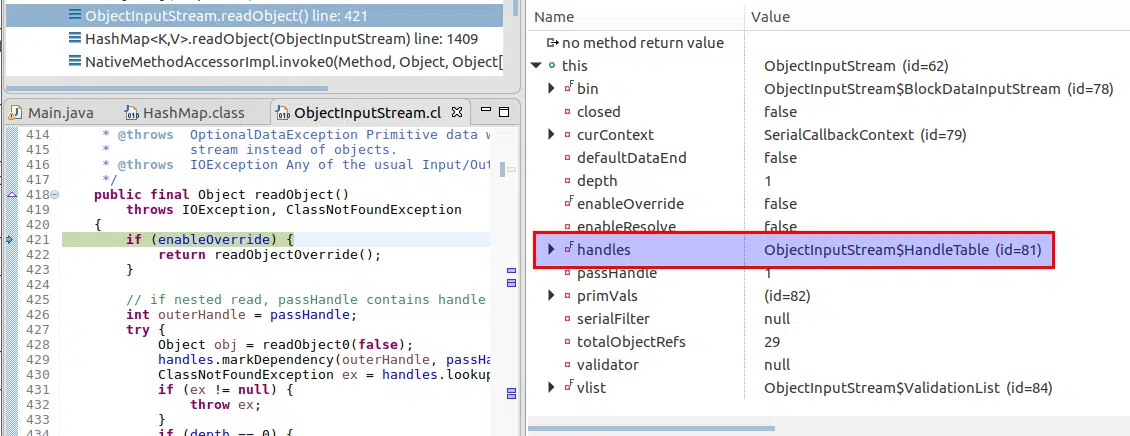 ObjectInputStream.readObject() line: 421
HashMap<K,V>.readObject(ObjectInputStream) line: 1409
NativeMethodAccessorImpl.invoke0(Method, Object, Object[
Main.java HashMap.class ObjectInputStream.cl
414 * @throws OptionalDataException Primitive data w
415 * stream instead of objects.
416 * @throws IOException Any of the usual Input/Out
417 */
418 public final Object readObject()
419 throws IOException, ClassNotFoundException
420 {
421 if (enableOverride) {
422 return readObjectOverride();
423 }
424
425 // if nested read, passHandle contains handle
426 int outerHandle = passHandle;
427 try {
428 Object obj = readObject0(false);
429 handles.markDependency(outerHandle, passHa
430 ClassNotFoundException ex = handles.lookup
431 if (ex != null) {
432 throw ex;
433 }
434 if (depth == 0) {
Name Value
no method return value
this ObjectInputStream (id=62)
bin ObjectInputStream$BlockDataInputStream (id=78)
closed false
curContext SerialCallbackContext (id=79)
defaultDataEnd false
depth 1
enableOverride false
enableResolve false
handles ObjectInputStream$HandleTable (id=81)
passHandle 1
primVals (id=82)
serialFilter null
totalObjectRefs 29
validator null
vlist ObjectInputStream$ValidationList (id=84)